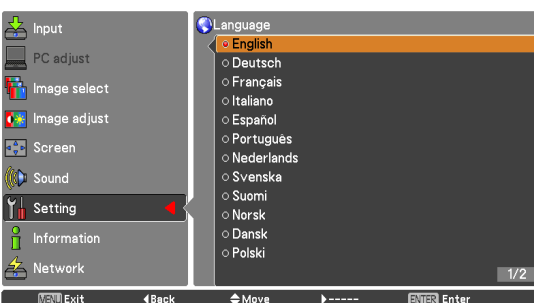 Input
PC adjust
Image select
Image adjust
Screen
Sound
Setting
Information
Network
Language
English
Deutsch
Français
Italiano
Español
Português
Nederlands
Svenska
Suomi
Norsk
Dansk
Polski
1/2
MENU Exit
Back
Move
-----
ENTER Enter